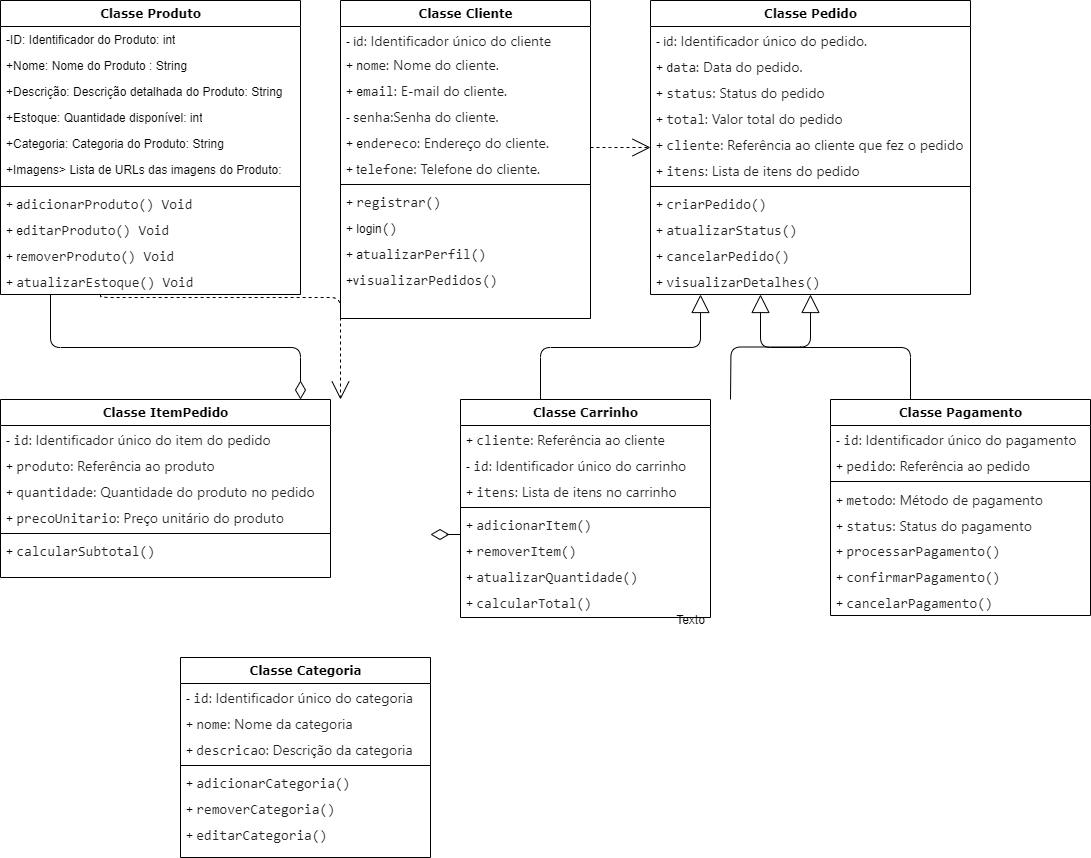 Classe Produto
-ID: Identificador do Produto: int
+Nome: Nome do Produto : String
+Descrição: Descrição detalhada do Produto: String
+Estoque: Quantidade disponível: int
+Categoria: Categoria do Produto: String
+Imagens> Lista de URLs das imagens do Produto:
+ adicionarProduto() Void
+ editarProduto() Void
+ removerProduto() Void
+ atualizarEstoque() Void
Classe Cliente
- id: Identificador único do cliente
+ nome: Nome do cliente.
+ email: E-mail do cliente.
- senha:Senha do cliente.
+ endereco: Endereço do cliente.
+ telefone: Telefone do cliente.
+ registrar()
+ login()
+ atualizarPerfil()
+visualizarPedidos()
Classe Pedido
- id: Identificador único do pedido.
+ data: Data do pedido.
+ status: Status do pedido
+ total: Valor total do pedido
+ cliente: Referência ao cliente que fez o pedido
+ itens: Lista de itens do pedido
+ criarPedido()
+ atualizarStatus()
+ cancelarPedido()
+ visualizarDetalhes()
Classe ItemPedido
- id: Identificador único do item do pedido
+ produto: Referência ao produto
+ quantidade: Quantidade do produto no pedido
+ precoUnitario: Preço unitário do produto
+ calcularSubtotal()
Classe Carrinho
+ cliente: Referência ao cliente
- id: Identificador único do carrinho
+ itens: Lista de itens no carrinho
+ adicionarItem()
+ removerItem()
+ atualizarQuantidade()
+ calcularTotal()
Texto
Classe Pagamento
- id: Identificador único do pagamento
+ pedido: Referência ao pedido
+ metodo: Método de pagamento
+ status: Status do pagamento
+ processarPagamento()
+ confirmarPagamento()
+ cancelarPagamento()
Classe Categoria
- id: Identificador único do categoria
+ nome: Nome da categoria
+ descricao: Descrição da categoria
+ adicionarCategoria()
+ removerCategoria()
+ editarCategoria()